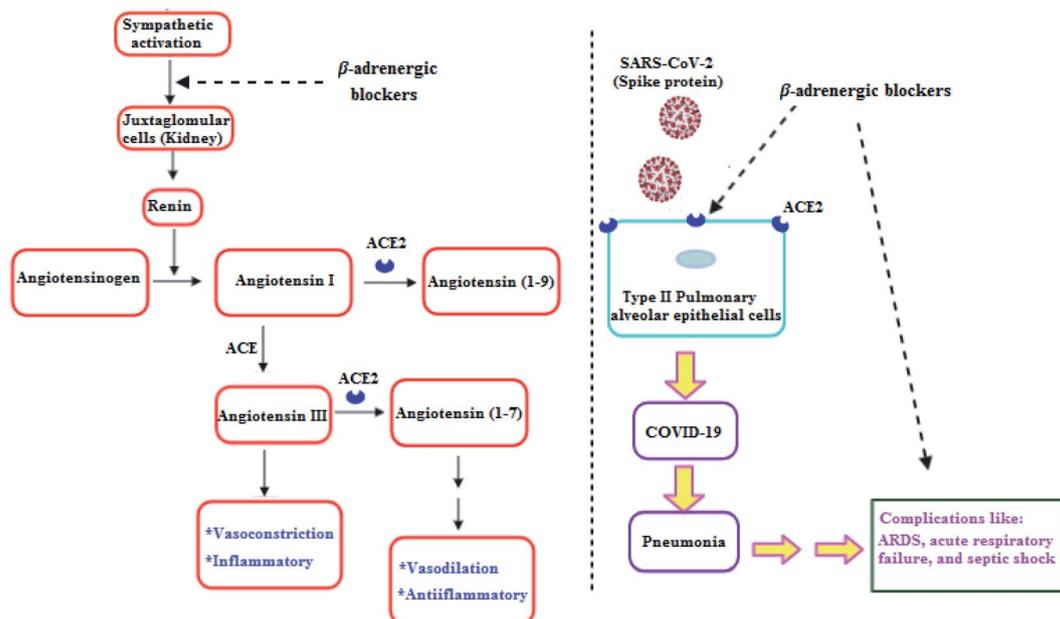 Sympathetic
activation
β-adrenergic
blockers
Juxtaglomular
cells (Kidney)
Renin
Angiotensinogen
Angiotensin I
ACE2
Angiotensin (1-9)
ACE
Angiotensin III
ACE2
Angiotensin (1-7)
*Vasoconstriction
*Inflammatory
*Vasodilation
*Antiiflammatory
SARS-CoV-2
(Spike protein)
β-adrenergic blockers
ACE2
Type II Pulmonary
alveolar epithelial cells
COVID-19
Pneumonia
Complications like:
ARDS, acute respiratory
failure, and septic shock